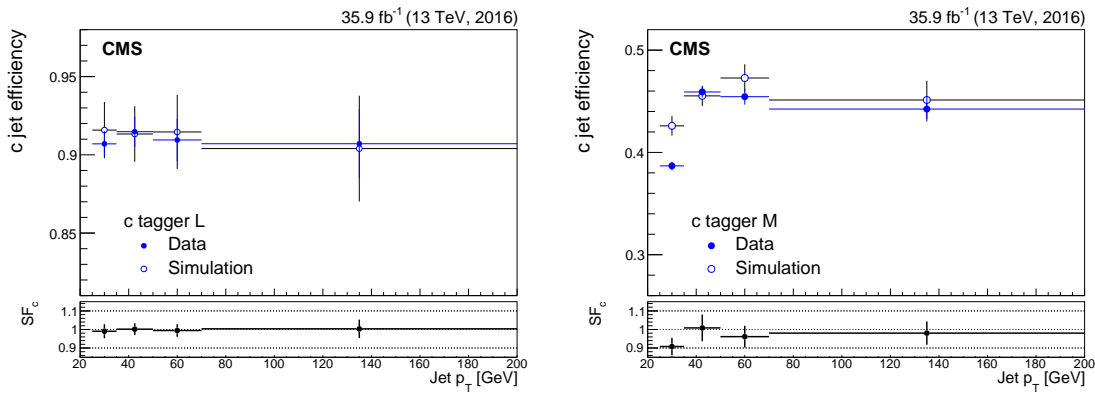 35.9 fb⁻¹ (13 TeV, 2016)
CMS
c jet efficiency
0.95
0.9
0.85
c tagger L
Data
Simulation
SF_c
1.1
1
0.9
20 40 60 80 100 120 140 160 180 200
Jet p_T [GeV]
35.9 fb⁻¹ (13 TeV, 2016)
CMS
c jet efficiency
0.5
0.4
0.3
c tagger M
Data
Simulation
SF_c
1.1
1
0.9
20 40 60 80 100 120 140 160 180 200
Jet p_T [GeV]